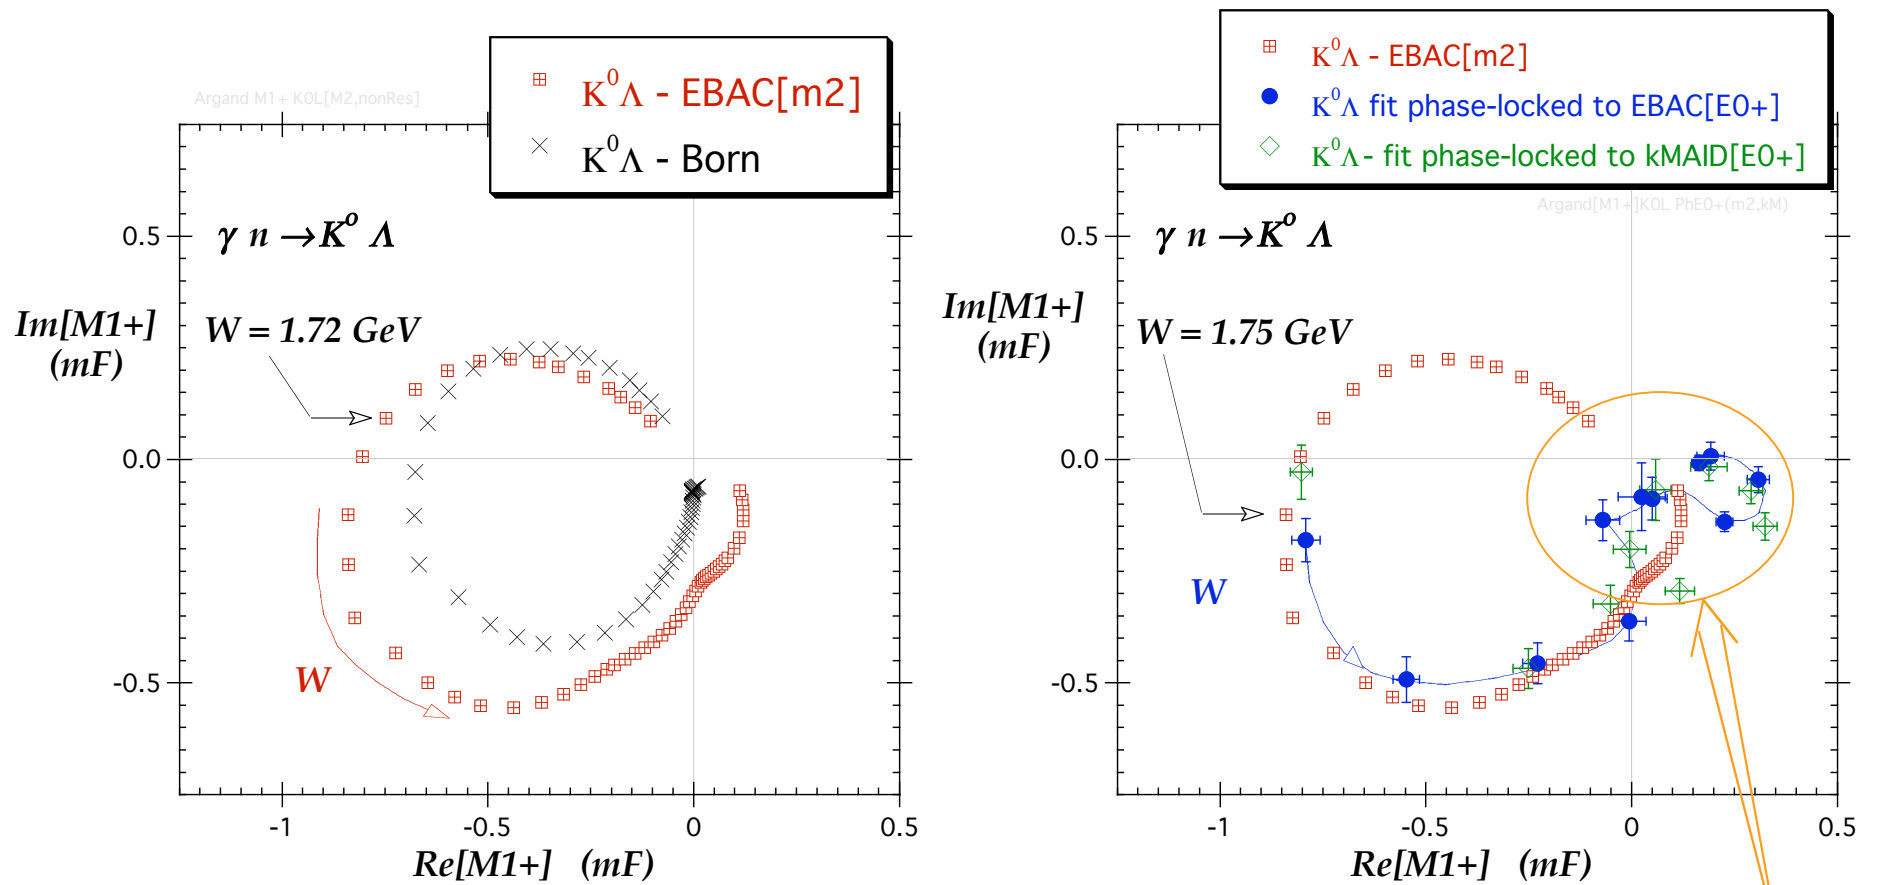 K⁰Λ - EBAC[m2]
K⁰Λ - Born
Argand M1+ K0L[M2,nonRes]
γ n →K⁰ Λ
W = 1.72 GeV
Im[M1+]
(mF)
0.5
0.0
-0.5
W
-1
-0.5
0
0.5
Re[M1+] (mF)
K⁰Λ - EBAC[m2]
K⁰Λ fit phase-locked to EBAC[E0+]
K⁰Λ- fit phase-locked to kMAID[E0+]
Argand[M1+]K0L PhE0+(m2,kM)
γ n →K⁰ Λ
W = 1.75 GeV
Im[M1+]
(mF)
0.5
0.0
-0.5
W
-1
-0.5
0
0.5
Re[M1+] (mF)